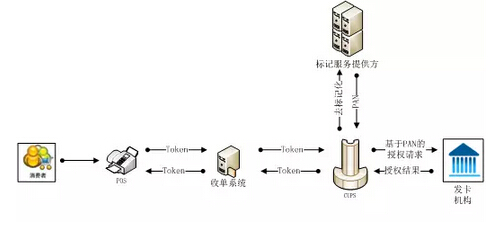 标记服务提供方
去标记化
PAN
Token
Token
基于PAN的
授权请求
消费者
POS
Token
收单系统
Token
CUPS
授权结果
发卡
机构